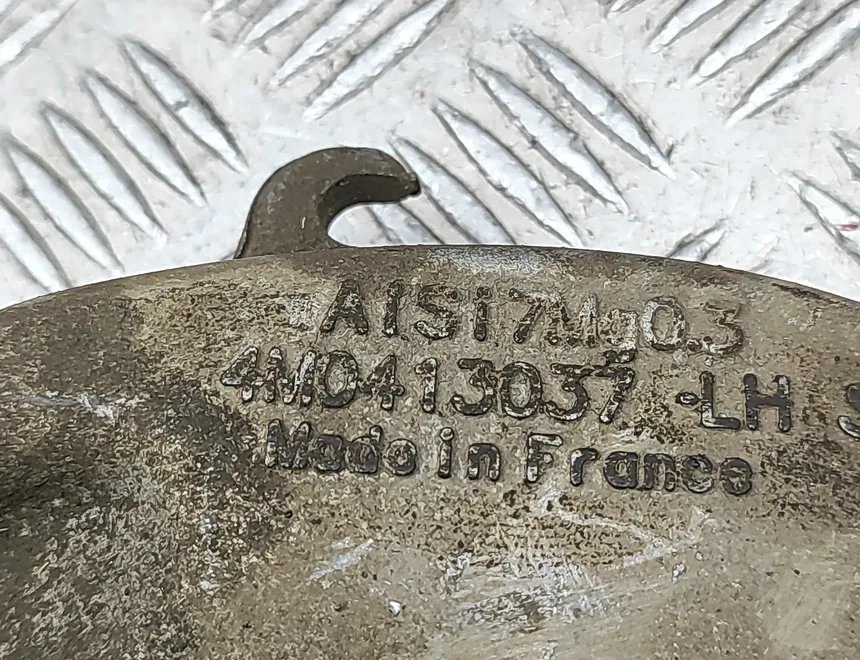 AlSi7Mg0.3
4M0413037 -LH S
Made in France